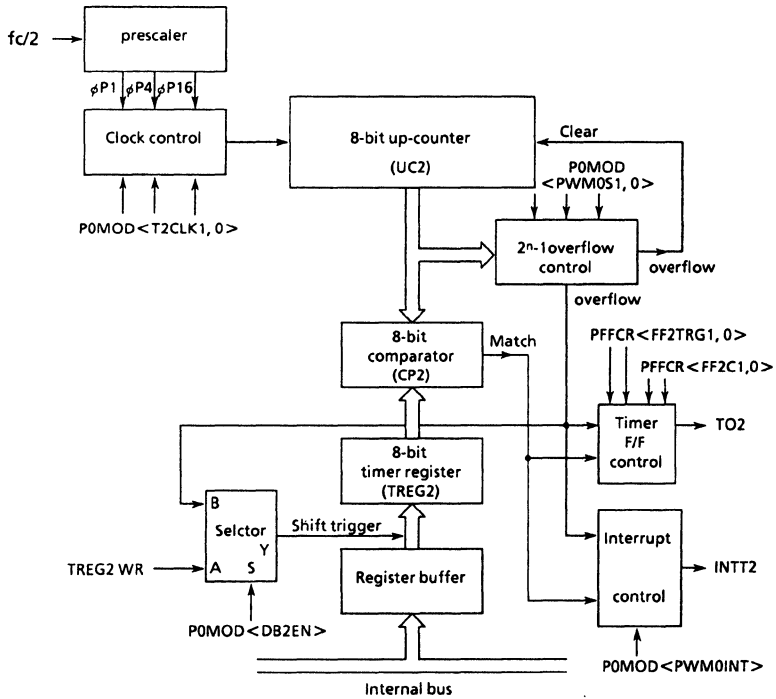 fc/2
prescaler
φP1 φP4 φP16
Clock control
P0MOD<T2CLK1, 0>
8-bit up-counter
(UC2)
Clear
P0MOD
<PWM0S1, 0>
2n-1overflow
control
overflow
overflow
8-bit
comparator
(CP2)
Match
PFFCR<FF2TRG1, 0>
PFFCR<FF2C1,0>
Timer
F/F
control
TO2
8-bit
timer register
(TREG2)
B
Selctor
Y
A S
Shift trigger
TREG2 WR
P0MOD<DB2EN>
Register buffer
Interrupt
control
INTT2
P0MOD<PWM0INT>
Internal bus